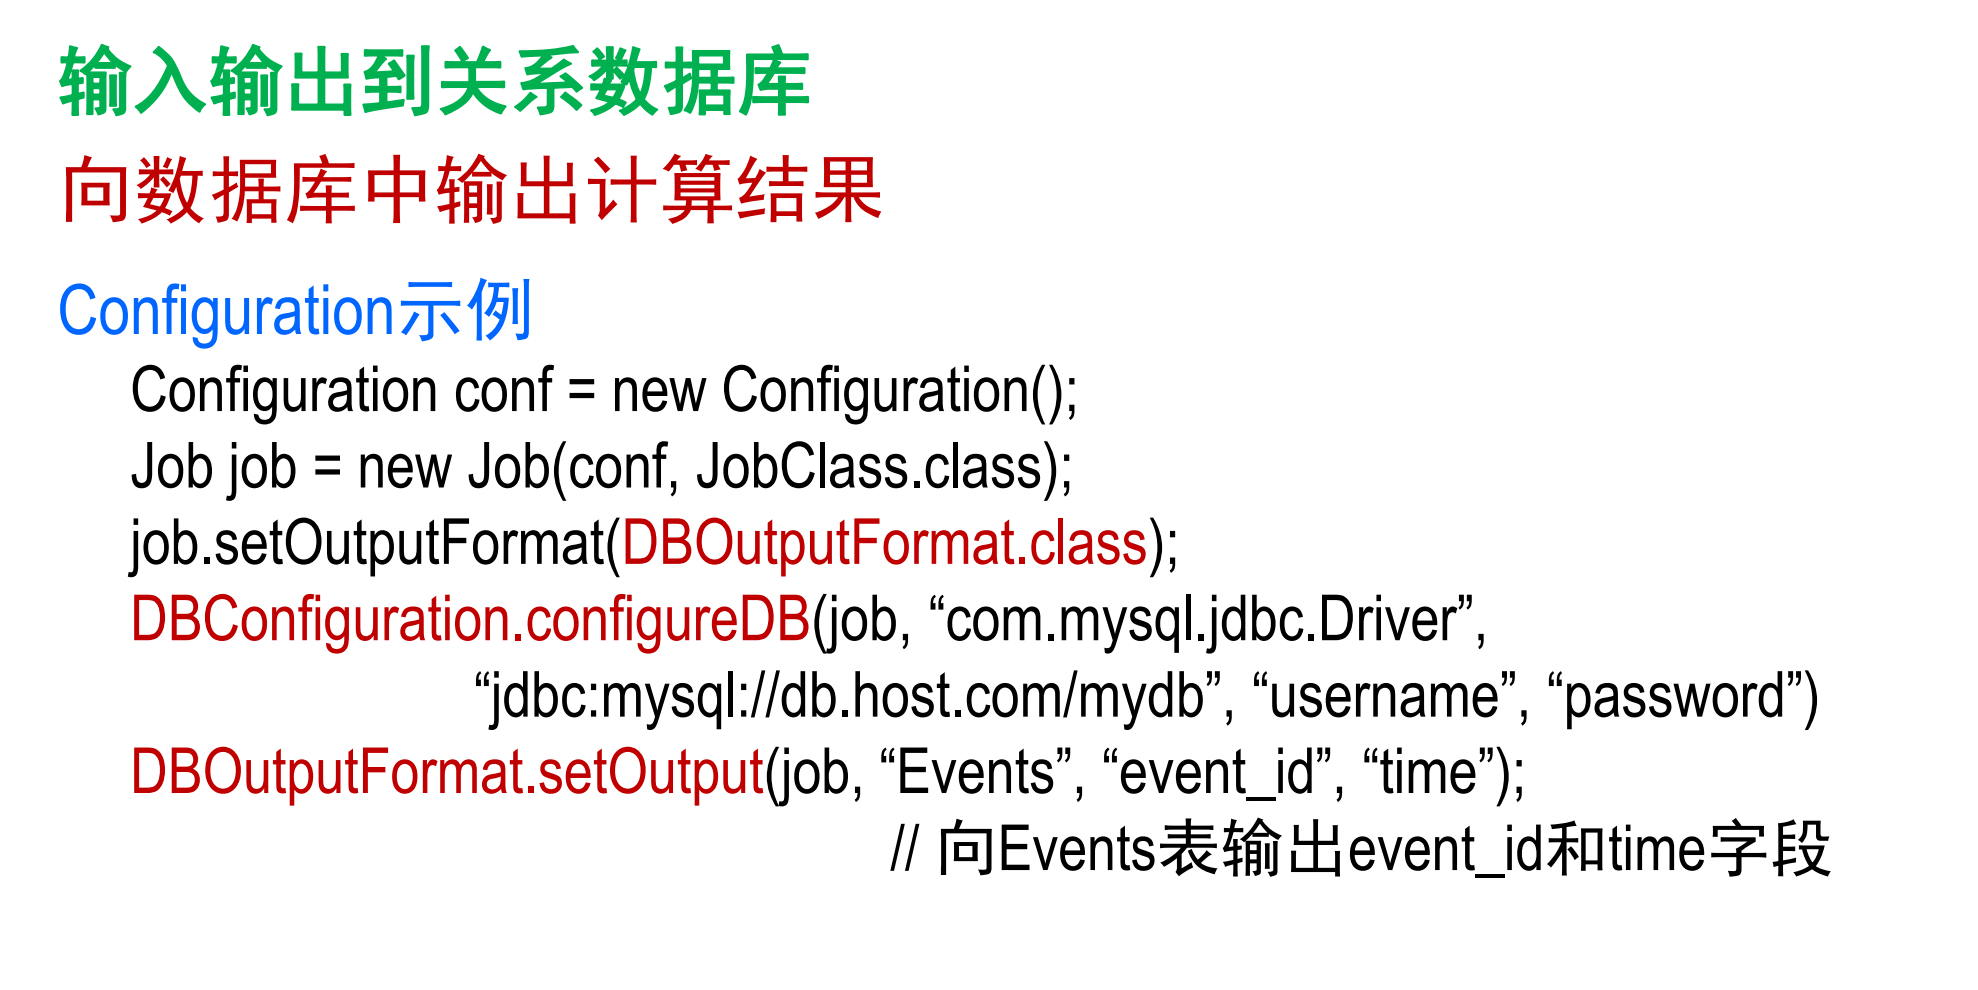 输入输出到关系数据库
向数据库中输出计算结果
Configuration示例
Configuration conf = new Configuration();
Job job = new Job(conf, JobClass.class);
job.setOutputFormat(DBOutputFormat.class);
DBConfiguration.configureDB(job, “com.mysql.jdbc.Driver”,
“jdbc:mysql://db.host.com/mydb”, “username”, “password”)
DBOutputFormat.setOutput(job, “Events”, “event_id”, “time”);
// 向Events表输出event_id和time字段